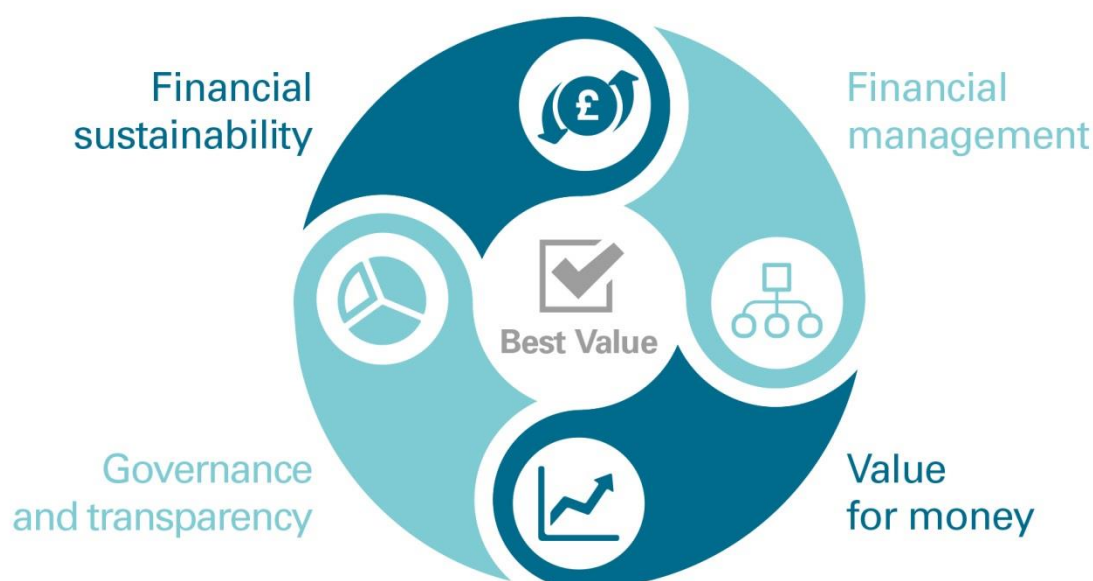 Financial
sustainability
£
Financial
management
Best Value
Governance
and transparency
Value
for money